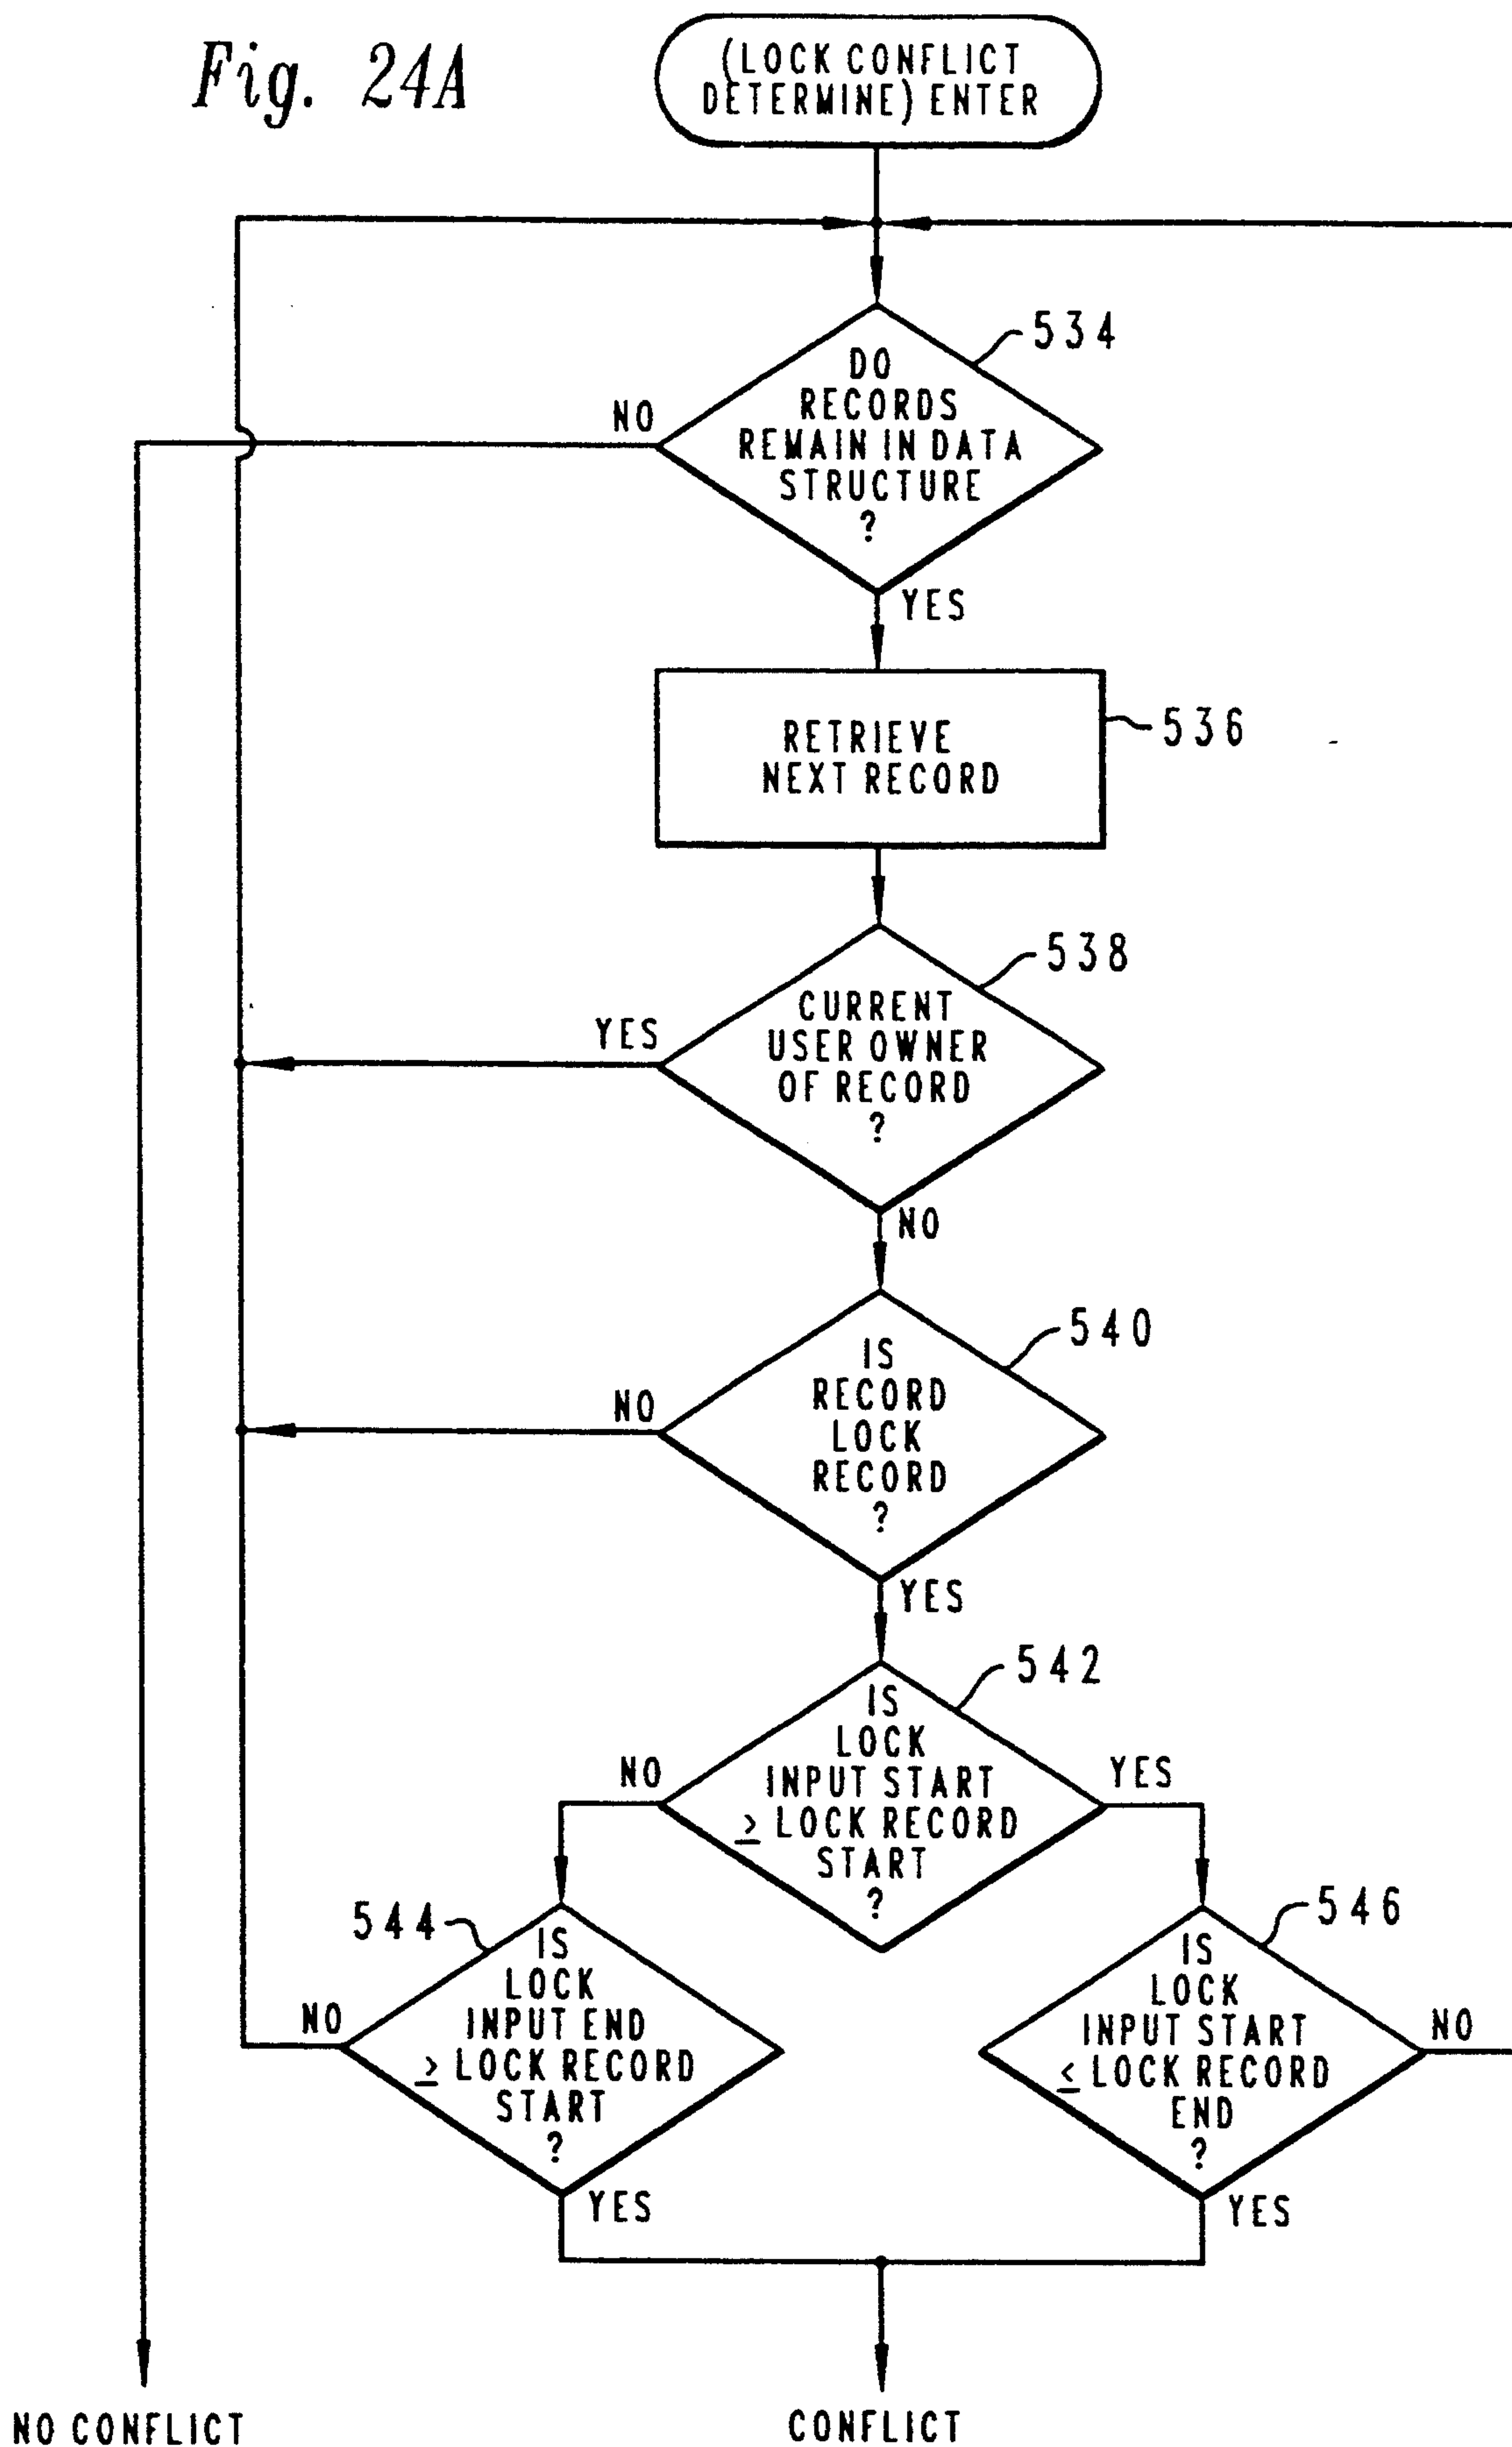 Fig. 24A
(LOCK CONFLICT
DETERMINE) ENTER
534
DO
RECORDS
REMAIN IN DATA
STRUCTURE
?
NO
YES
RETRIEVE
NEXT RECORD
536
538
CURRENT
USER OWNER
OF RECORD
?
YES
NO
540
IS
RECORD
LOCK
RECORD
?
NO
YES
542
IS
LOCK
INPUT START
≥ LOCK RECORD
START
?
NO
YES
544
IS
LOCK
INPUT END
≥ LOCK RECORD
START
?
NO
YES
546
IS
LOCK
INPUT START
≤ LOCK RECORD
END
?
NO
YES
NO CONFLICT
CONFLICT